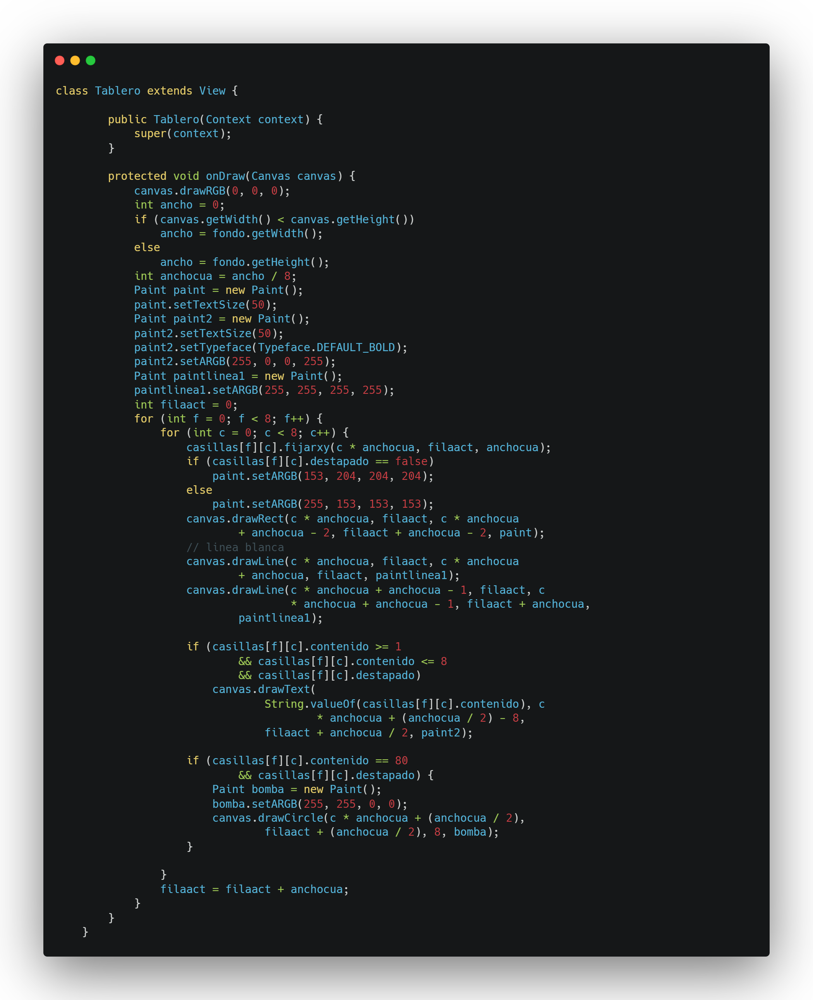 class Tablero extends View {

        public Tablero(Context context) {
            super(context);
        }

        protected void onDraw(Canvas canvas) {
            canvas.drawRGB(0, 0, 0);
            int ancho = 0;
            if (canvas.getWidth() < canvas.getHeight())
                ancho = fondo.getWidth();
            else
                ancho = fondo.getHeight();
            int anchocua = ancho / 8;
            Paint paint = new Paint();
            paint.setTextSize(50);
            Paint paint2 = new Paint();
            paint2.setTextSize(50);
            paint2.setTypeface(Typeface.DEFAULT_BOLD);
            paint2.setARGB(255, 0, 0, 255);
            Paint paintlinea1 = new Paint();
            paintlinea1.setARGB(255, 255, 255, 255);
            int filaact = 0;
            for (int f = 0; f < 8; f++) {
                for (int c = 0; c < 8; c++) {
                    casillas[f][c].fijarxy(c * anchocua, filaact, anchocua);
                    if (casillas[f][c].destapado == false)
                        paint.setARGB(153, 204, 204, 204);
                    else
                        paint.setARGB(255, 153, 153, 153);
                    canvas.drawRect(c * anchocua, filaact, c * anchocua
                            + anchocua - 2, filaact + anchocua - 2, paint);
                    // linea blanca
                    canvas.drawLine(c * anchocua, filaact, c * anchocua
                            + anchocua, filaact, paintlinea1);
                    canvas.drawLine(c * anchocua + anchocua - 1, filaact, c
                                    * anchocua + anchocua - 1, filaact + anchocua,
                            paintlinea1);

                    if (casillas[f][c].contenido >= 1
                            && casillas[f][c].contenido <= 8
                            && casillas[f][c].destapado)
                        canvas.drawText(
                                String.valueOf(casillas[f][c].contenido), c
                                        * anchocua + (anchocua / 2) - 8,
                                filaact + anchocua / 2, paint2);

                    if (casillas[f][c].contenido == 80
                            && casillas[f][c].destapado) {
                        Paint bomba = new Paint();
                        bomba.setARGB(255, 255, 0, 0);
                        canvas.drawCircle(c * anchocua + (anchocua / 2),
                                filaact + (anchocua / 2), 8, bomba);
                    }

                }
                filaact = filaact + anchocua;
            }
        }
    }